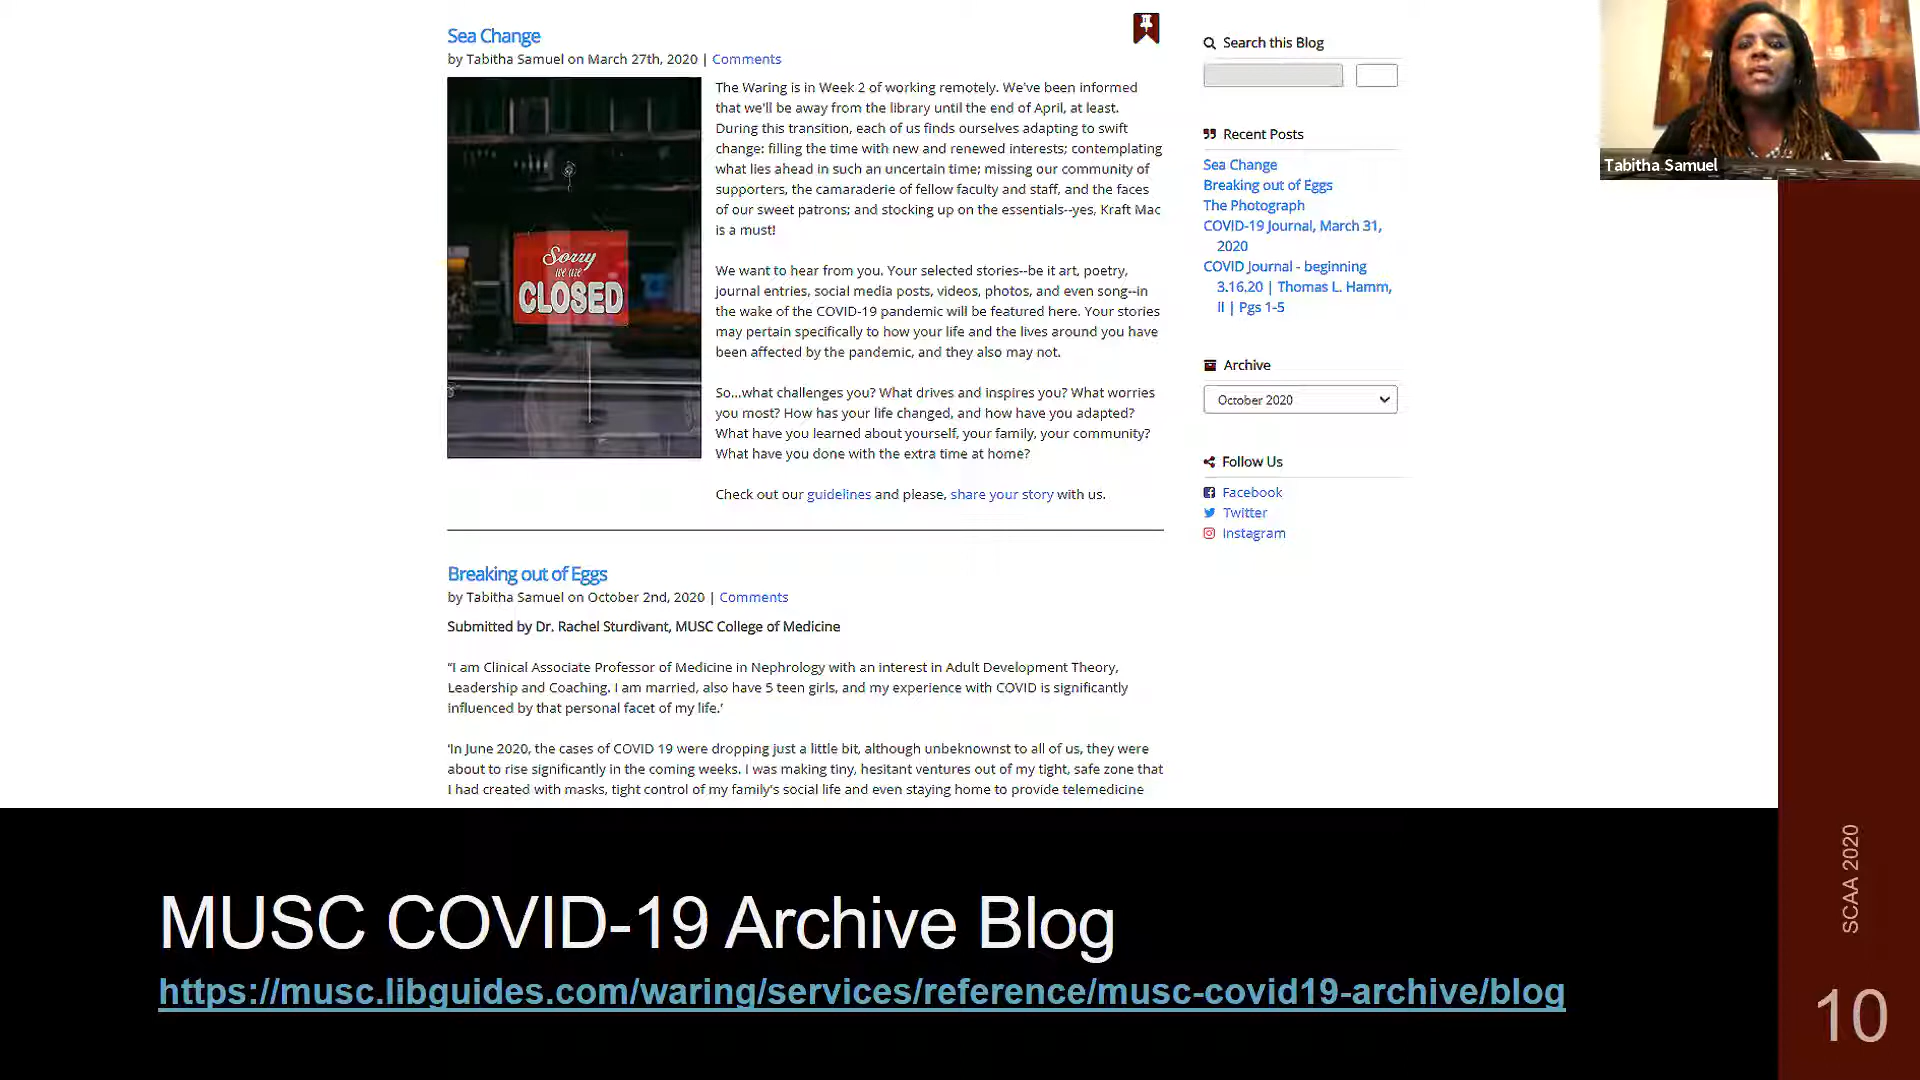 Sea Change
by Tabitha Samuel on March 27th, 2020 | Comments
Sorry
we are
CLOSED
The Waring is in Week 2 of working remotely. We've been informed
that we'll be away from the library until the end of April, at least.
During this transition, each of us finds ourselves adapting to swift
change: filling the time with new and renewed interests; contemplating
what lies ahead in such an uncertain time; missing our community of
supporters, the camaraderie of fellow faculty and staff, and the faces
of our sweet patrons; and stocking up on the essentials--yes, Kraft Mac
is a must!
We want to hear from you. Your selected stories--be it art, poetry,
journal entries, social media posts, videos, photos, and even song--in
the wake of the COVID-19 pandemic will be featured here. Your stories
may pertain specifically to how your life and the lives around you have
been affected by the pandemic, and they also may not.
So...what challenges you? What drives and inspires you? What worries
you most? How has your life changed, and how have you adapted?
What have you learned about yourself, your family, your community?
What have you done with the extra time at home?
Check out our guidelines and please, share your story with us.
Breaking out of Eggs
by Tabitha Samuel on October 2nd, 2020 | Comments
Submitted by Dr. Rachel Sturdivant, MUSC College of Medicine
"I am Clinical Associate Professor of Medicine in Nephrology with an interest in Adult Development Theory,
Leadership and Coaching. I am married, also have 5 teen girls, and my experience with COVID is significantly
influenced by that personal facet of my life.'
'In June 2020, the cases of COVID 19 were dropping just a little bit, although unbeknownst to all of us, they were
about to rise significantly in the coming weeks. I was making tiny, hesitant ventures out of my tight, safe zone that
I had created with masks, tight control of my family's social life and even staying home to provide telemedicine
Search this Blog
Recent Posts
Sea Change
Breaking out of Eggs
The Photograph
COVID-19 Journal, March 31,
2020
COVID Journal - beginning
3.16.20 | Thomas L. Hamm,
II | Pgs 1-5
Archive
October 2020
Follow Us
Facebook
Twitter
Instagram
Tabitha Samuel
MUSC COVID-19 Archive Blog
https://musc.libguides.com/waring/services/reference/musc-covid19-archive/blog
SCAA 2020
10